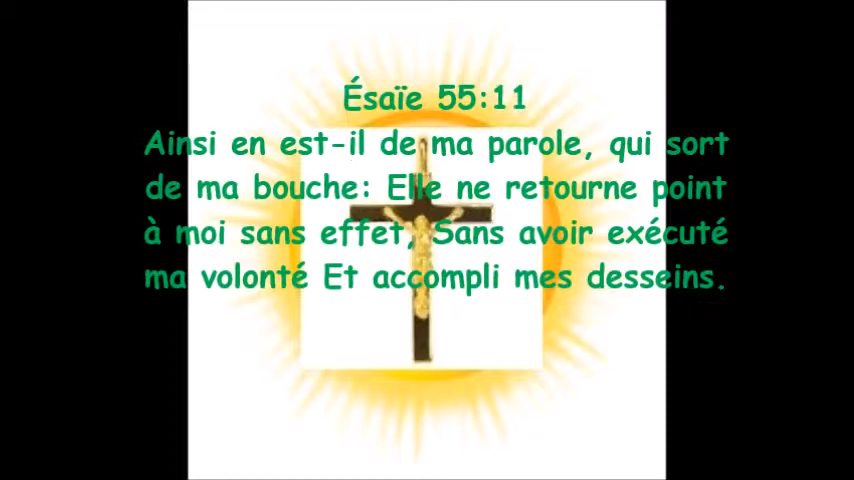 Ésaïe 55:11
Ainsi en est-il de ma parole, qui sort
de ma bouche: Elle ne retourne point
à moi sans effet, Sans avoir exécuté
ma volonté Et accompli mes desseins.